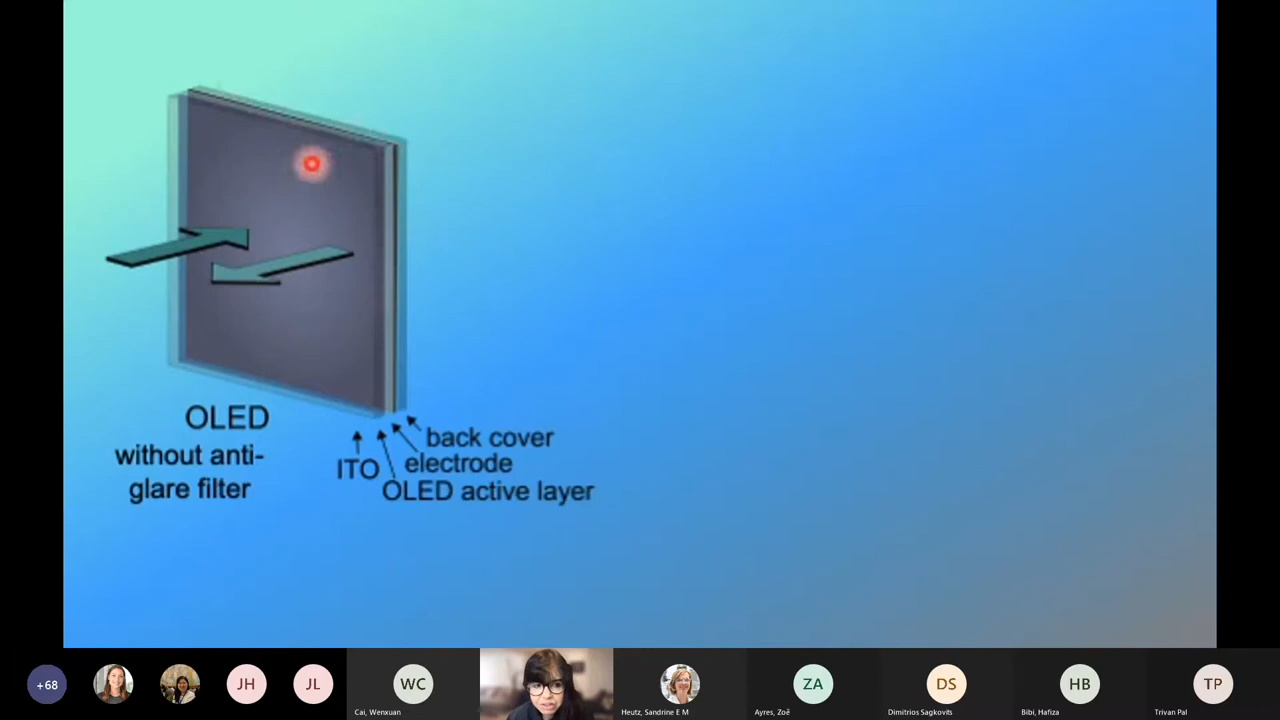 OLED
without anti-
glare filter
back cover
electrode
ITO
OLED active layer
+68
JH
JL
WC
Cai, Wenxuan
Heutz, Sandrine E M
ZA
Ayres, Zoë
DS
Dimitrios Sagkovits
HB
Bibi, Hafiza
TP
Trivan Pal